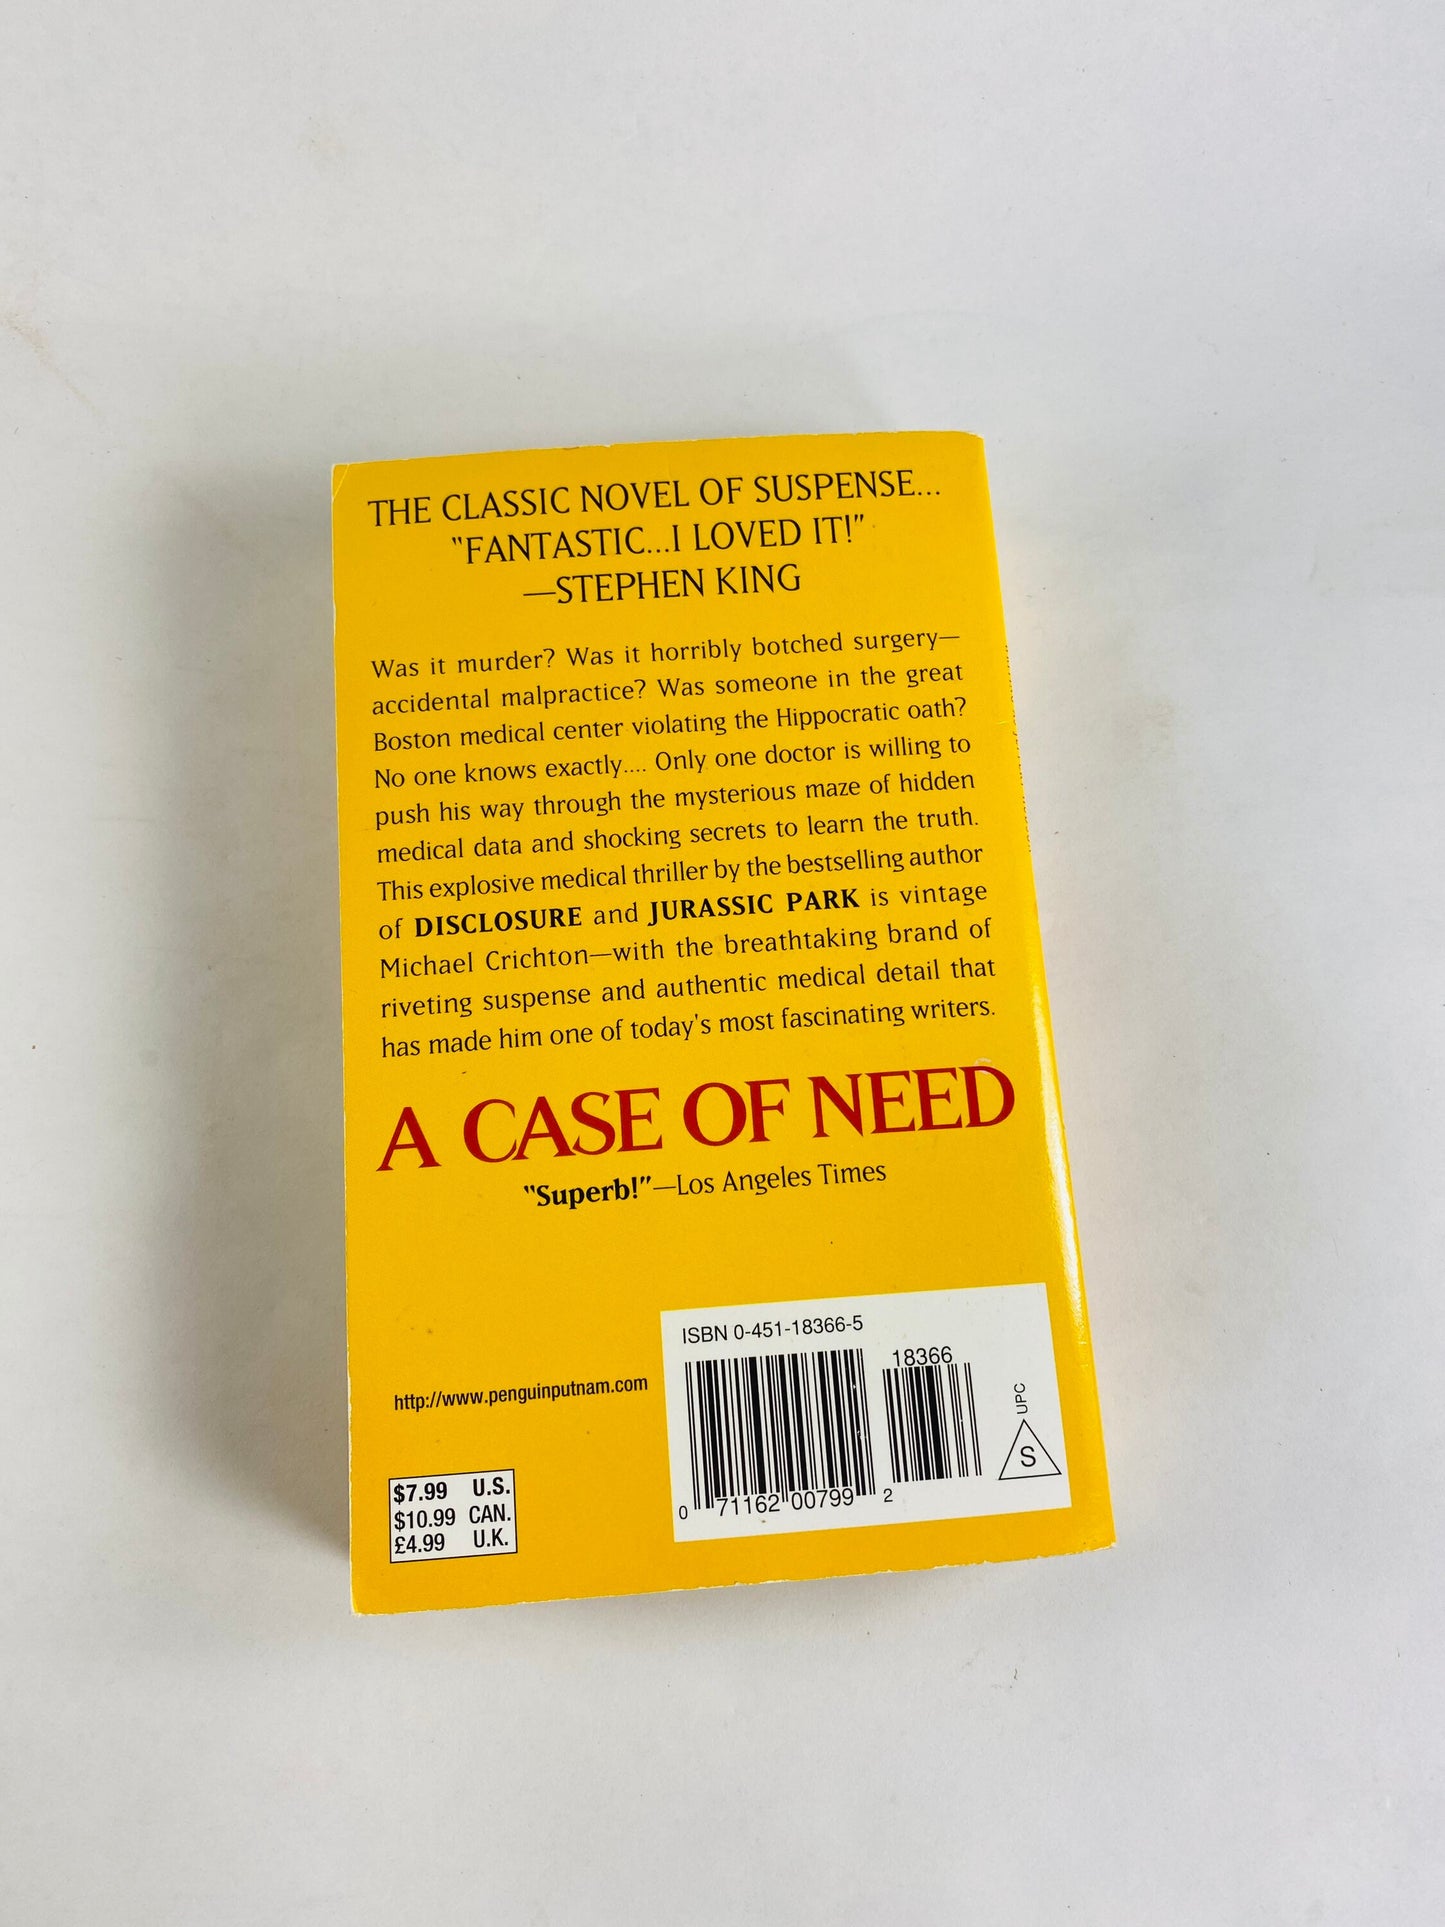 THE CLASSIC NOVEL OF SUSPENSE...
"FANTASTIC...I LOVED IT!"
—STEPHEN KING
Was it murder? Was it horribly botched surgery—
accidental malpractice? Was someone in the great
Boston medical center violating the Hippocratic oath?
No one knows exactly.... Only one doctor is willing to
push his way through the mysterious maze of hidden
medical data and shocking secrets to learn the truth.
This explosive medical thriller by the bestselling author
of DISCLOSURE and JURASSIC PARK is vintage
Michael Crichton—with the breathtaking brand of
riveting suspense and authentic medical detail that
has made him one of today's most fascinating writers.
A CASE OF NEED
"Superb!"—Los Angeles Times
ISBN 0-451-18366-5
18366
UPC
S
0 71162 00799 2
http://www.penguinputnam.com
$7.99 U.S.
$10.99 CAN.
£4.99 U.K.